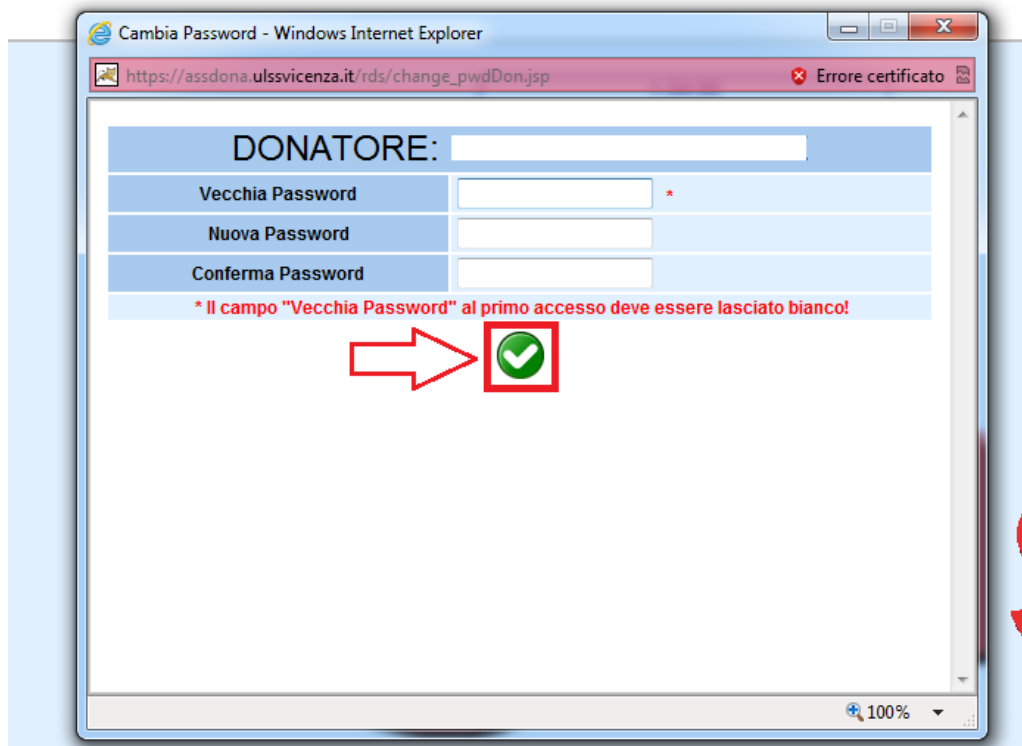 Cambia Password - Windows Internet Explorer
https://assdona.ulssvicenza.it/rds/change_pwdDon.jsp Errore certificato
DONATORE:
Vecchia Password *
Nuova Password
Conferma Password
* Il campo "Vecchia Password" al primo accesso deve essere lasciato bianco!
100%